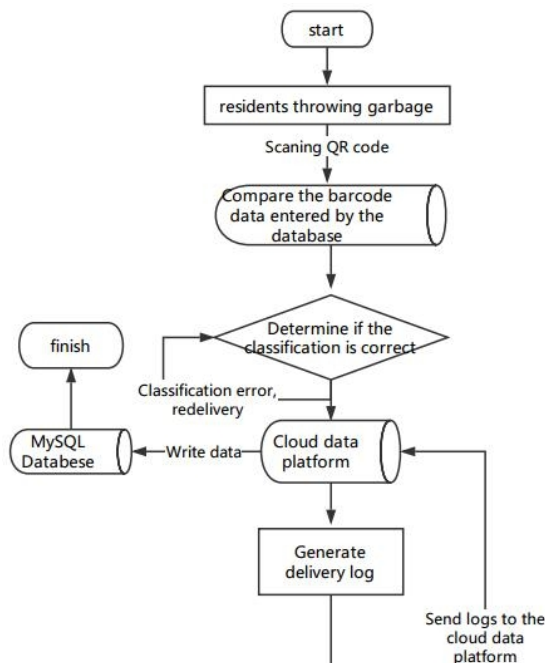 start
residents throwing garbage
Scaning QR code
Compare the barcode
data entered by the
database
Determine if the
classification is correct
finish
Classification error,
redelivery
MySQL
Databese
Write data
Cloud data
platform
Generate
delivery log
Send logs to the
cloud data
platform